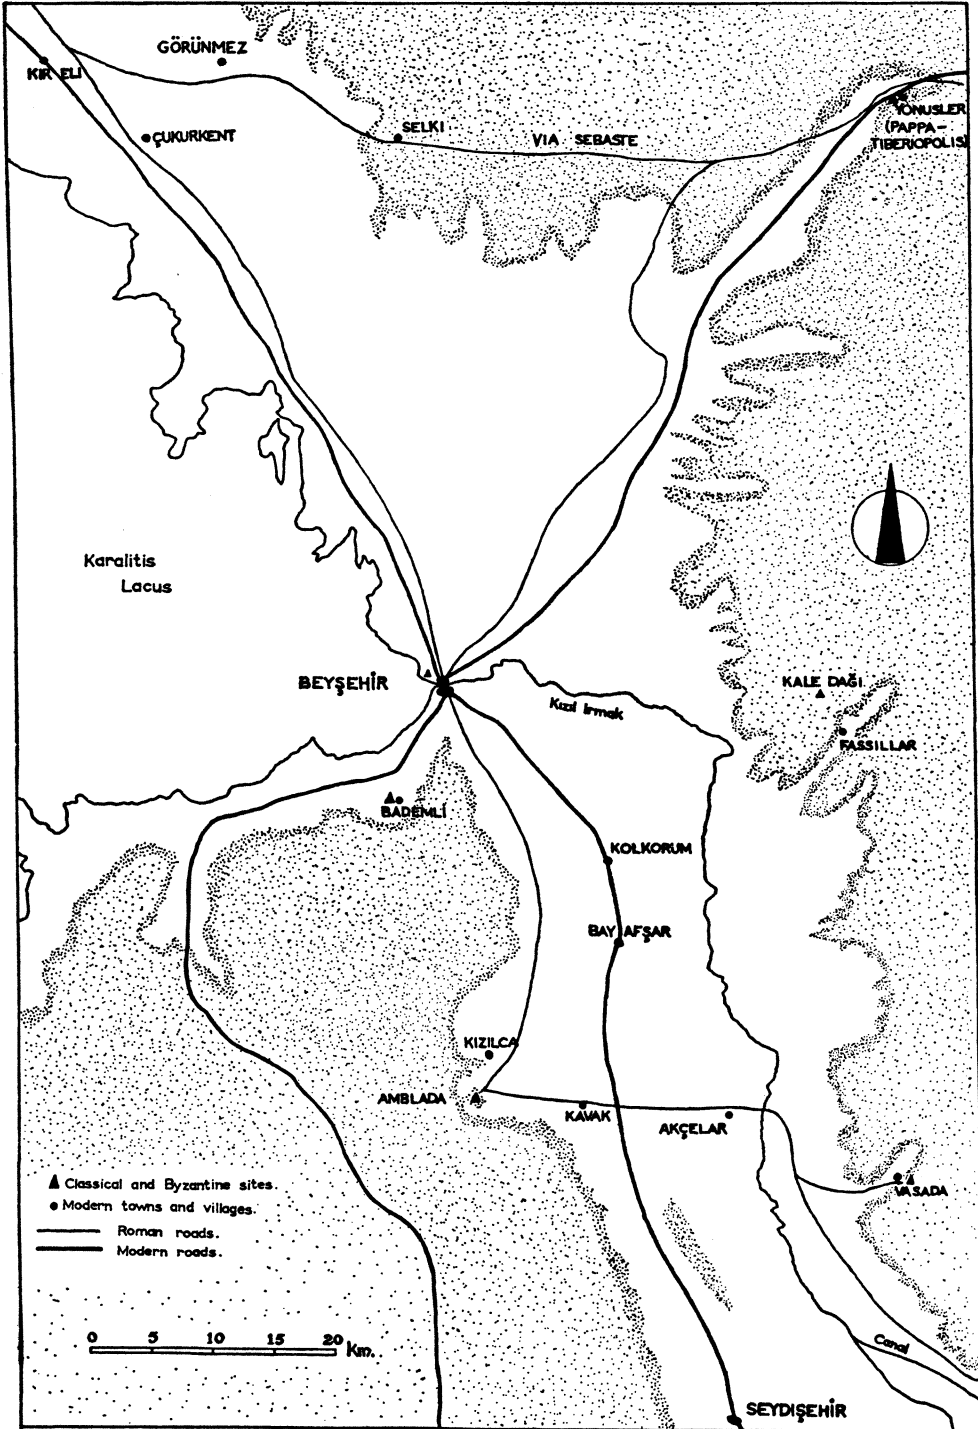 GÖRÜNMEZ
KIR ELİ
ÇUKURKENT
SELKI
VIA SEBASTE
YONUSLER
(PAPPA-
TIBERIOPOLIS)
Karalitis
Lacus
BEYŞEHİR
Kızıl Irmak
KALE DAĞI
FASSILLAR
BADEMLİ
KOLKORUM
BAY AFŞAR
KIZILCA
AMBLADA
KAVAK
AKÇELAR
VASADA
Classical and Byzantine sites.
Modern towns and villages.
Roman roads.
Modern roads.
0 5 10 15 20 Km.
Canal
SEYDIŞEHİR